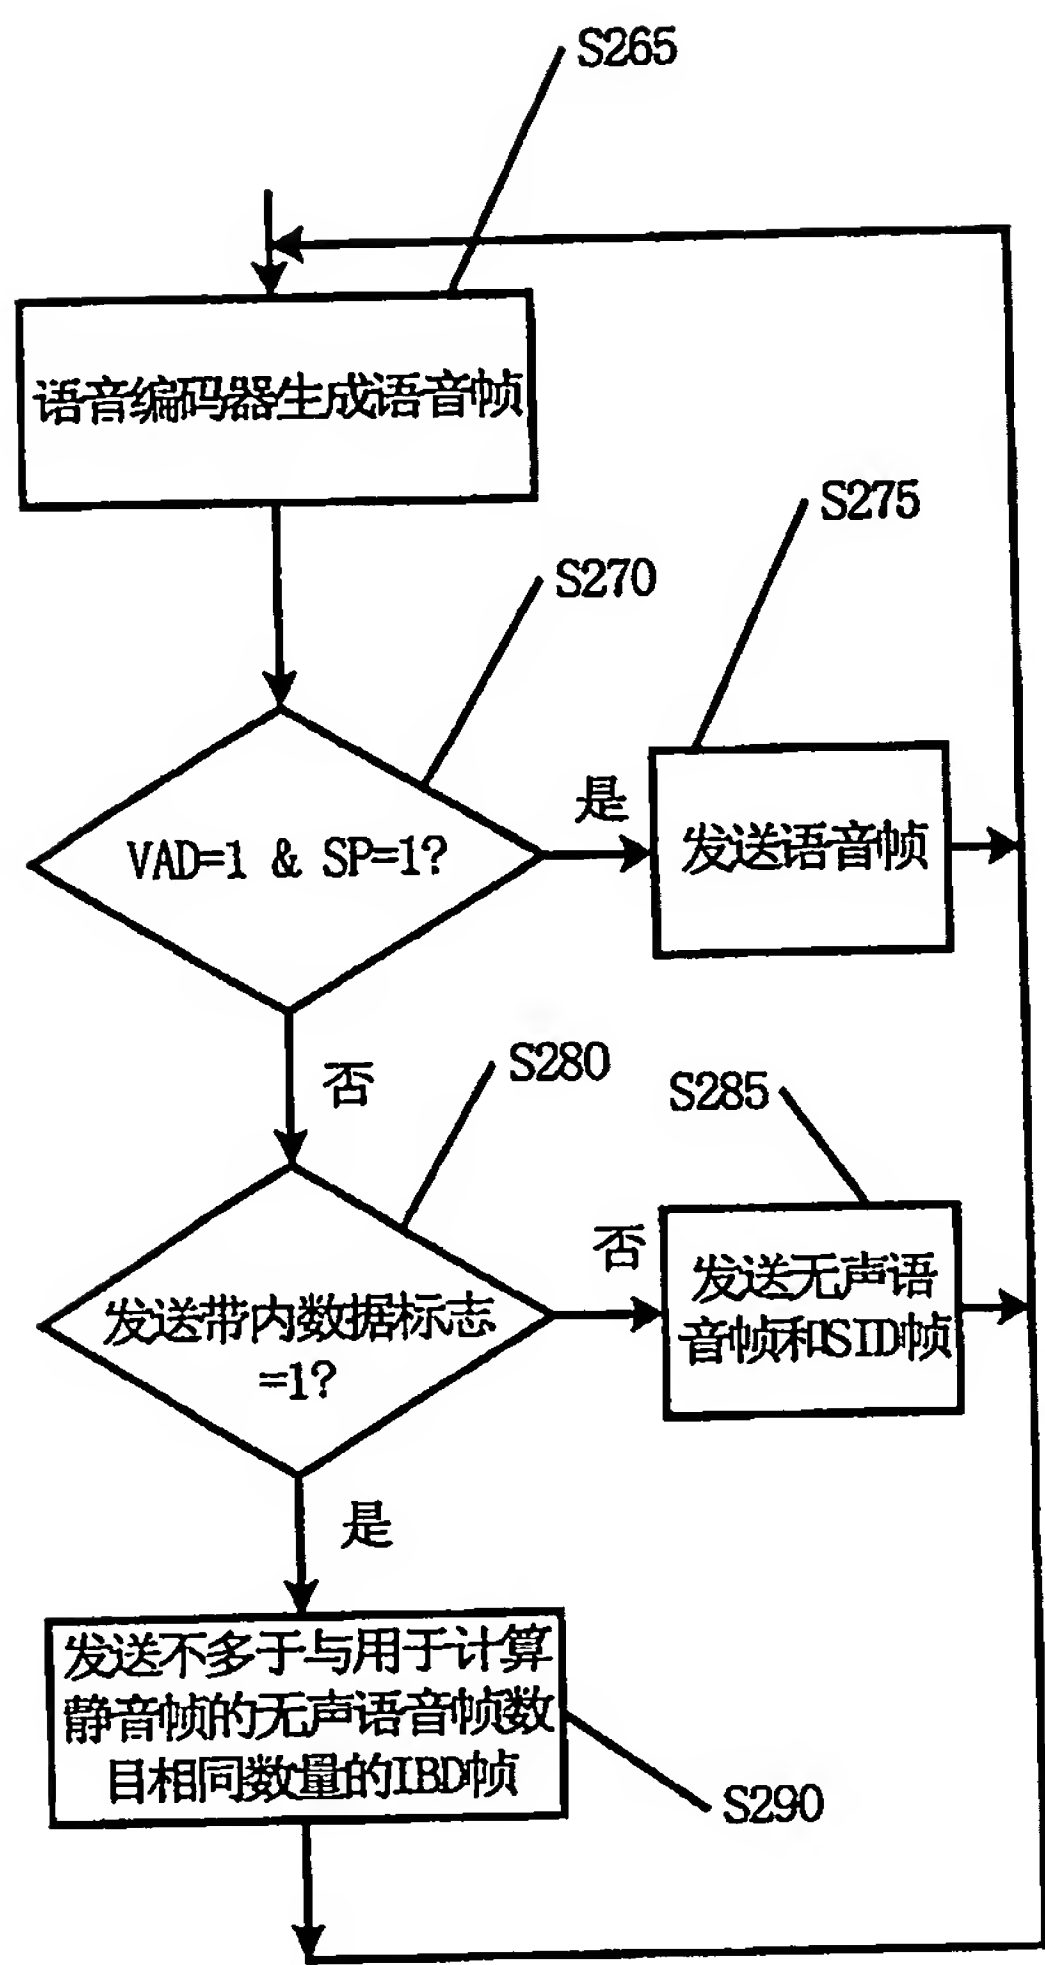 S265
语音编码器生成语音帧
S275
S270
是
VAD=1 & SP=1?
发送语音帧
否
S280
S285
否
发送带内数据标志
=1?
发送无声语
音帧和SID帧
是
发送不多于与用于计算
静音帧的无声语音帧数
目相同数量的IBD帧
S290